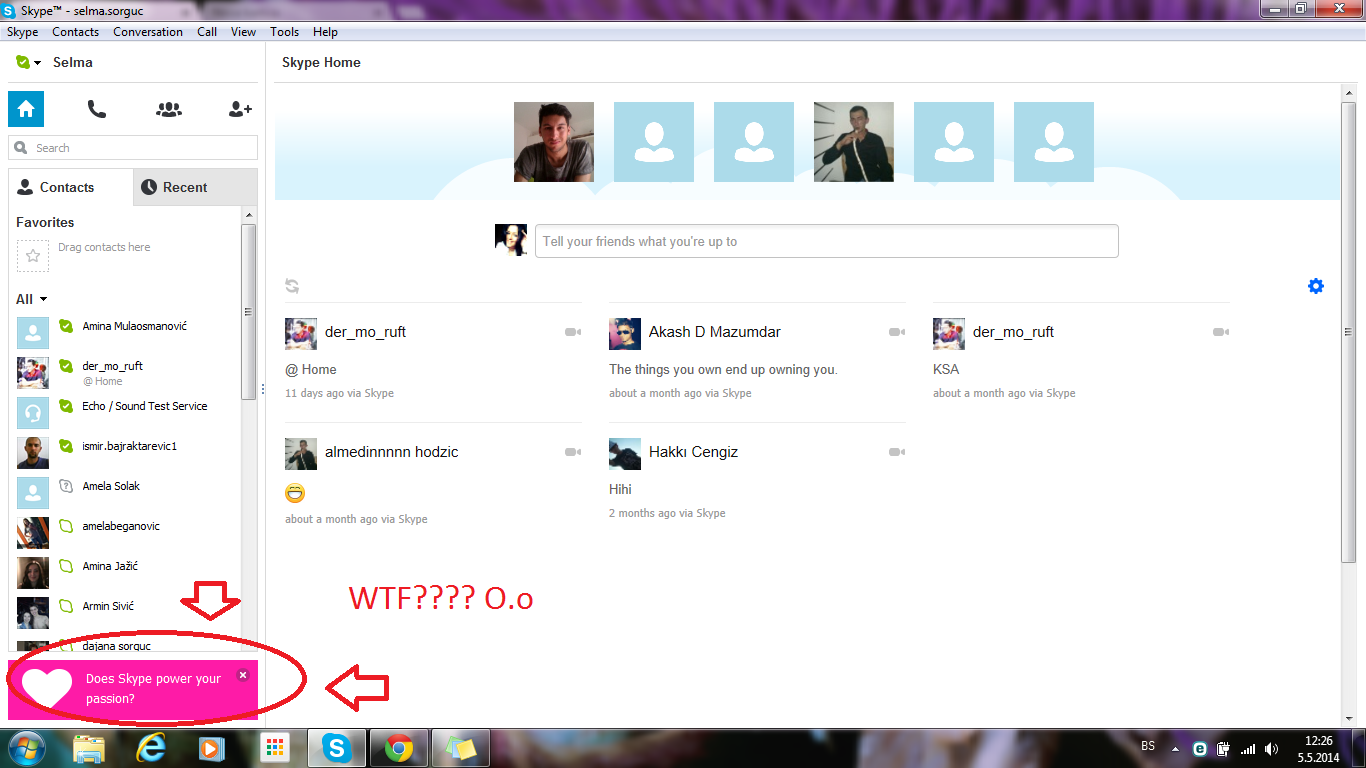 Skype™ - selma.sorguc
Skype Contacts Conversation Call View Tools Help
Selma
Search
Contacts
Recent
Favorites
Drag contacts here
All
Amina Mulaosmanović
der_mo_ruft
@ Home
Echo / Sound Test Service
ismir.bajraktarevic1
Amela Solak
amelabeganovic
Amina Jažić
Armin Sivić
dajana sorguc
Does Skype power your
passion?
Skype Home
Tell your friends what you're up to
der_mo_ruft
@ Home
11 days ago via Skype
Akash D Mazumdar
The things you own end up owning you.
about a month ago via Skype
der_mo_ruft
KSA
about a month ago via Skype
almedinnnnn hodzic
about a month ago via Skype
Hakkı Cengiz
Hihi
2 months ago via Skype
WTF???? O.o
BS
12:26
5.5.2014